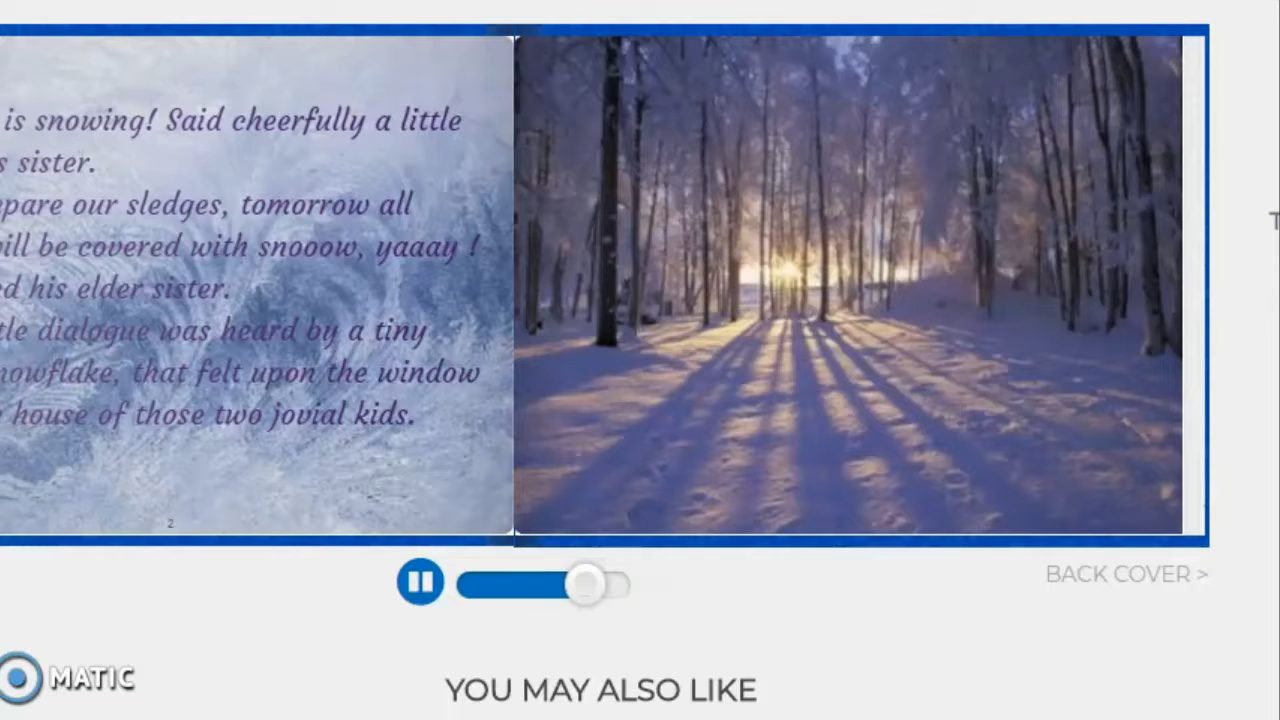 is snowing! Said cheerfully a little
s sister.
pare our sledges, tomorrow all
ill be covered with snooow, yaaay !
ed his elder sister.
tle dialogue was heard by a tiny
nowflake, that felt upon the window
house of those two jovial kids.
2
BACK COVER >
MATIC
YOU MAY ALSO LIKE